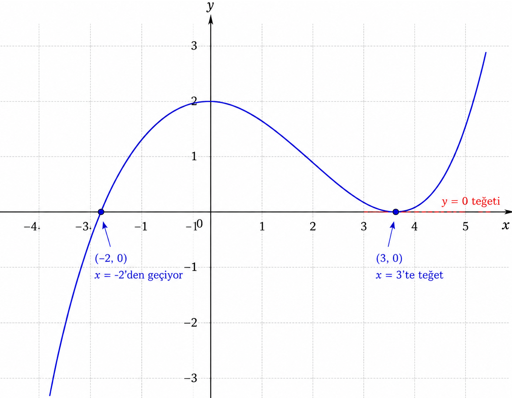 y
3
2
1
y = 0 teğeti
-4. -3. -2 -1 -1 0 1 2 3 4 5 x
(–2, 0)
x = -2'den geçiyor
(3, 0)
x = 3'te teğet
−1
−2
−3